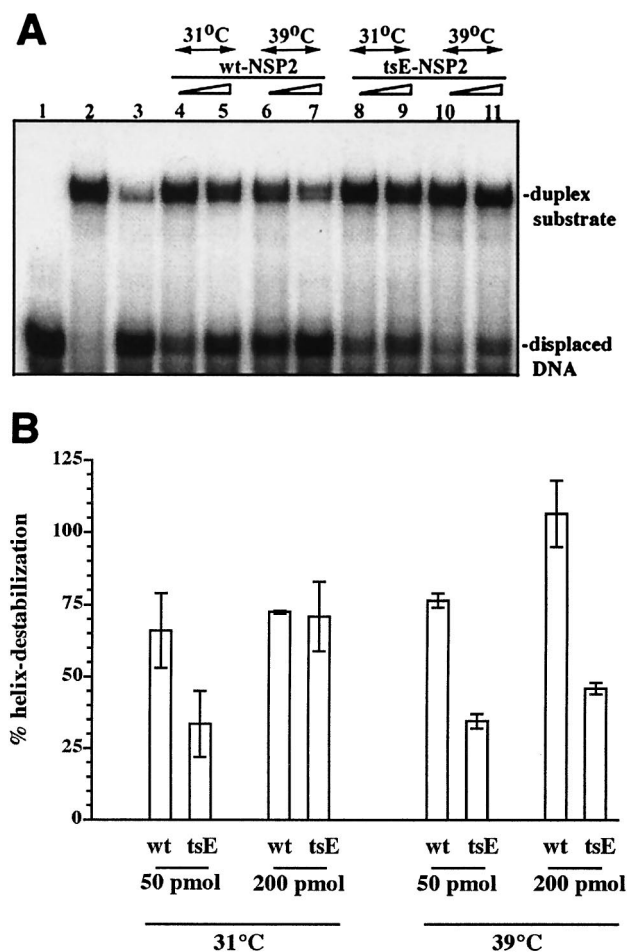 A
31°C 39°C 31°C 39°C
wt-NSP2 tsE-NSP2
1 2 3 4 5 6 7 8 9 10 11
-duplex
substrate
-displaced
DNA
B
% helix-destabilization
125
100
75
50
25
0
wt tsE wt tsE wt tsE wt tsE
50 pmol 200 pmol 50 pmol 200 pmol
31°C 39°C